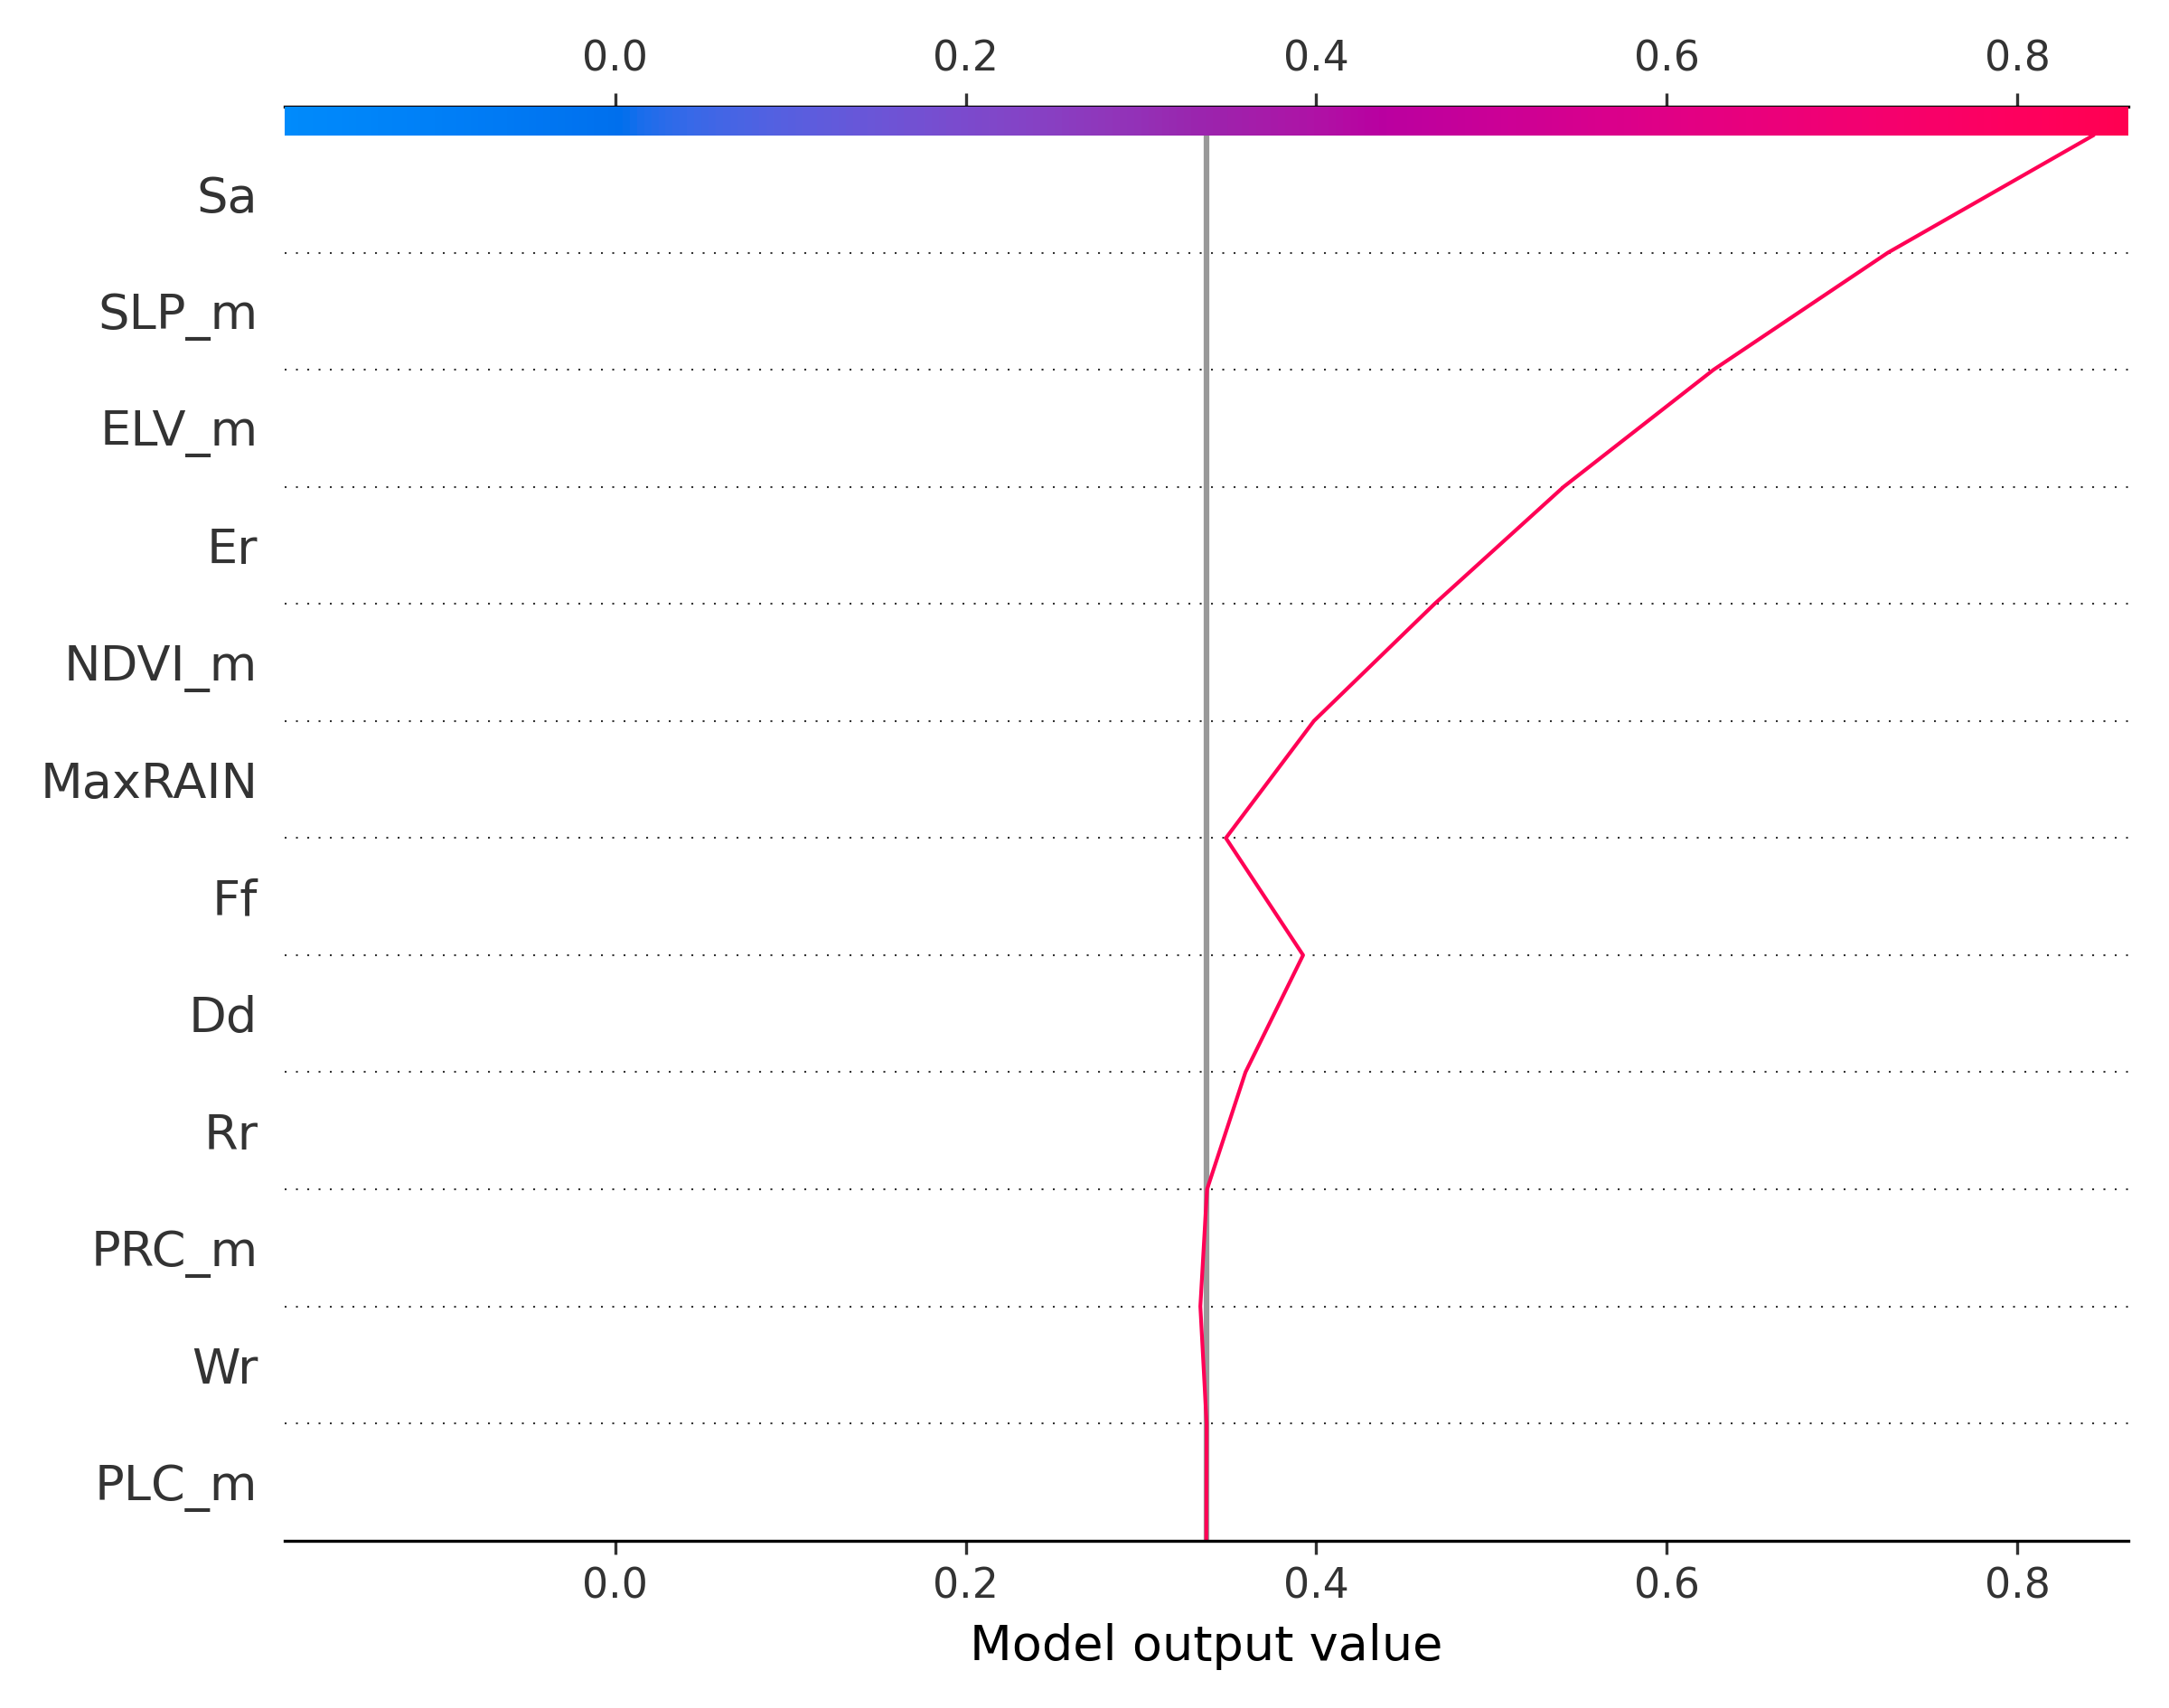 0.0 0.2 0.4 0.6 0.8
Sa
SLP_m
ELV_m
Er
NDVI_m
MaxRAIN
Ff
Dd
Rr
PRC_m
Wr
PLC_m
0.0 0.2 0.4 0.6 0.8
Model output value